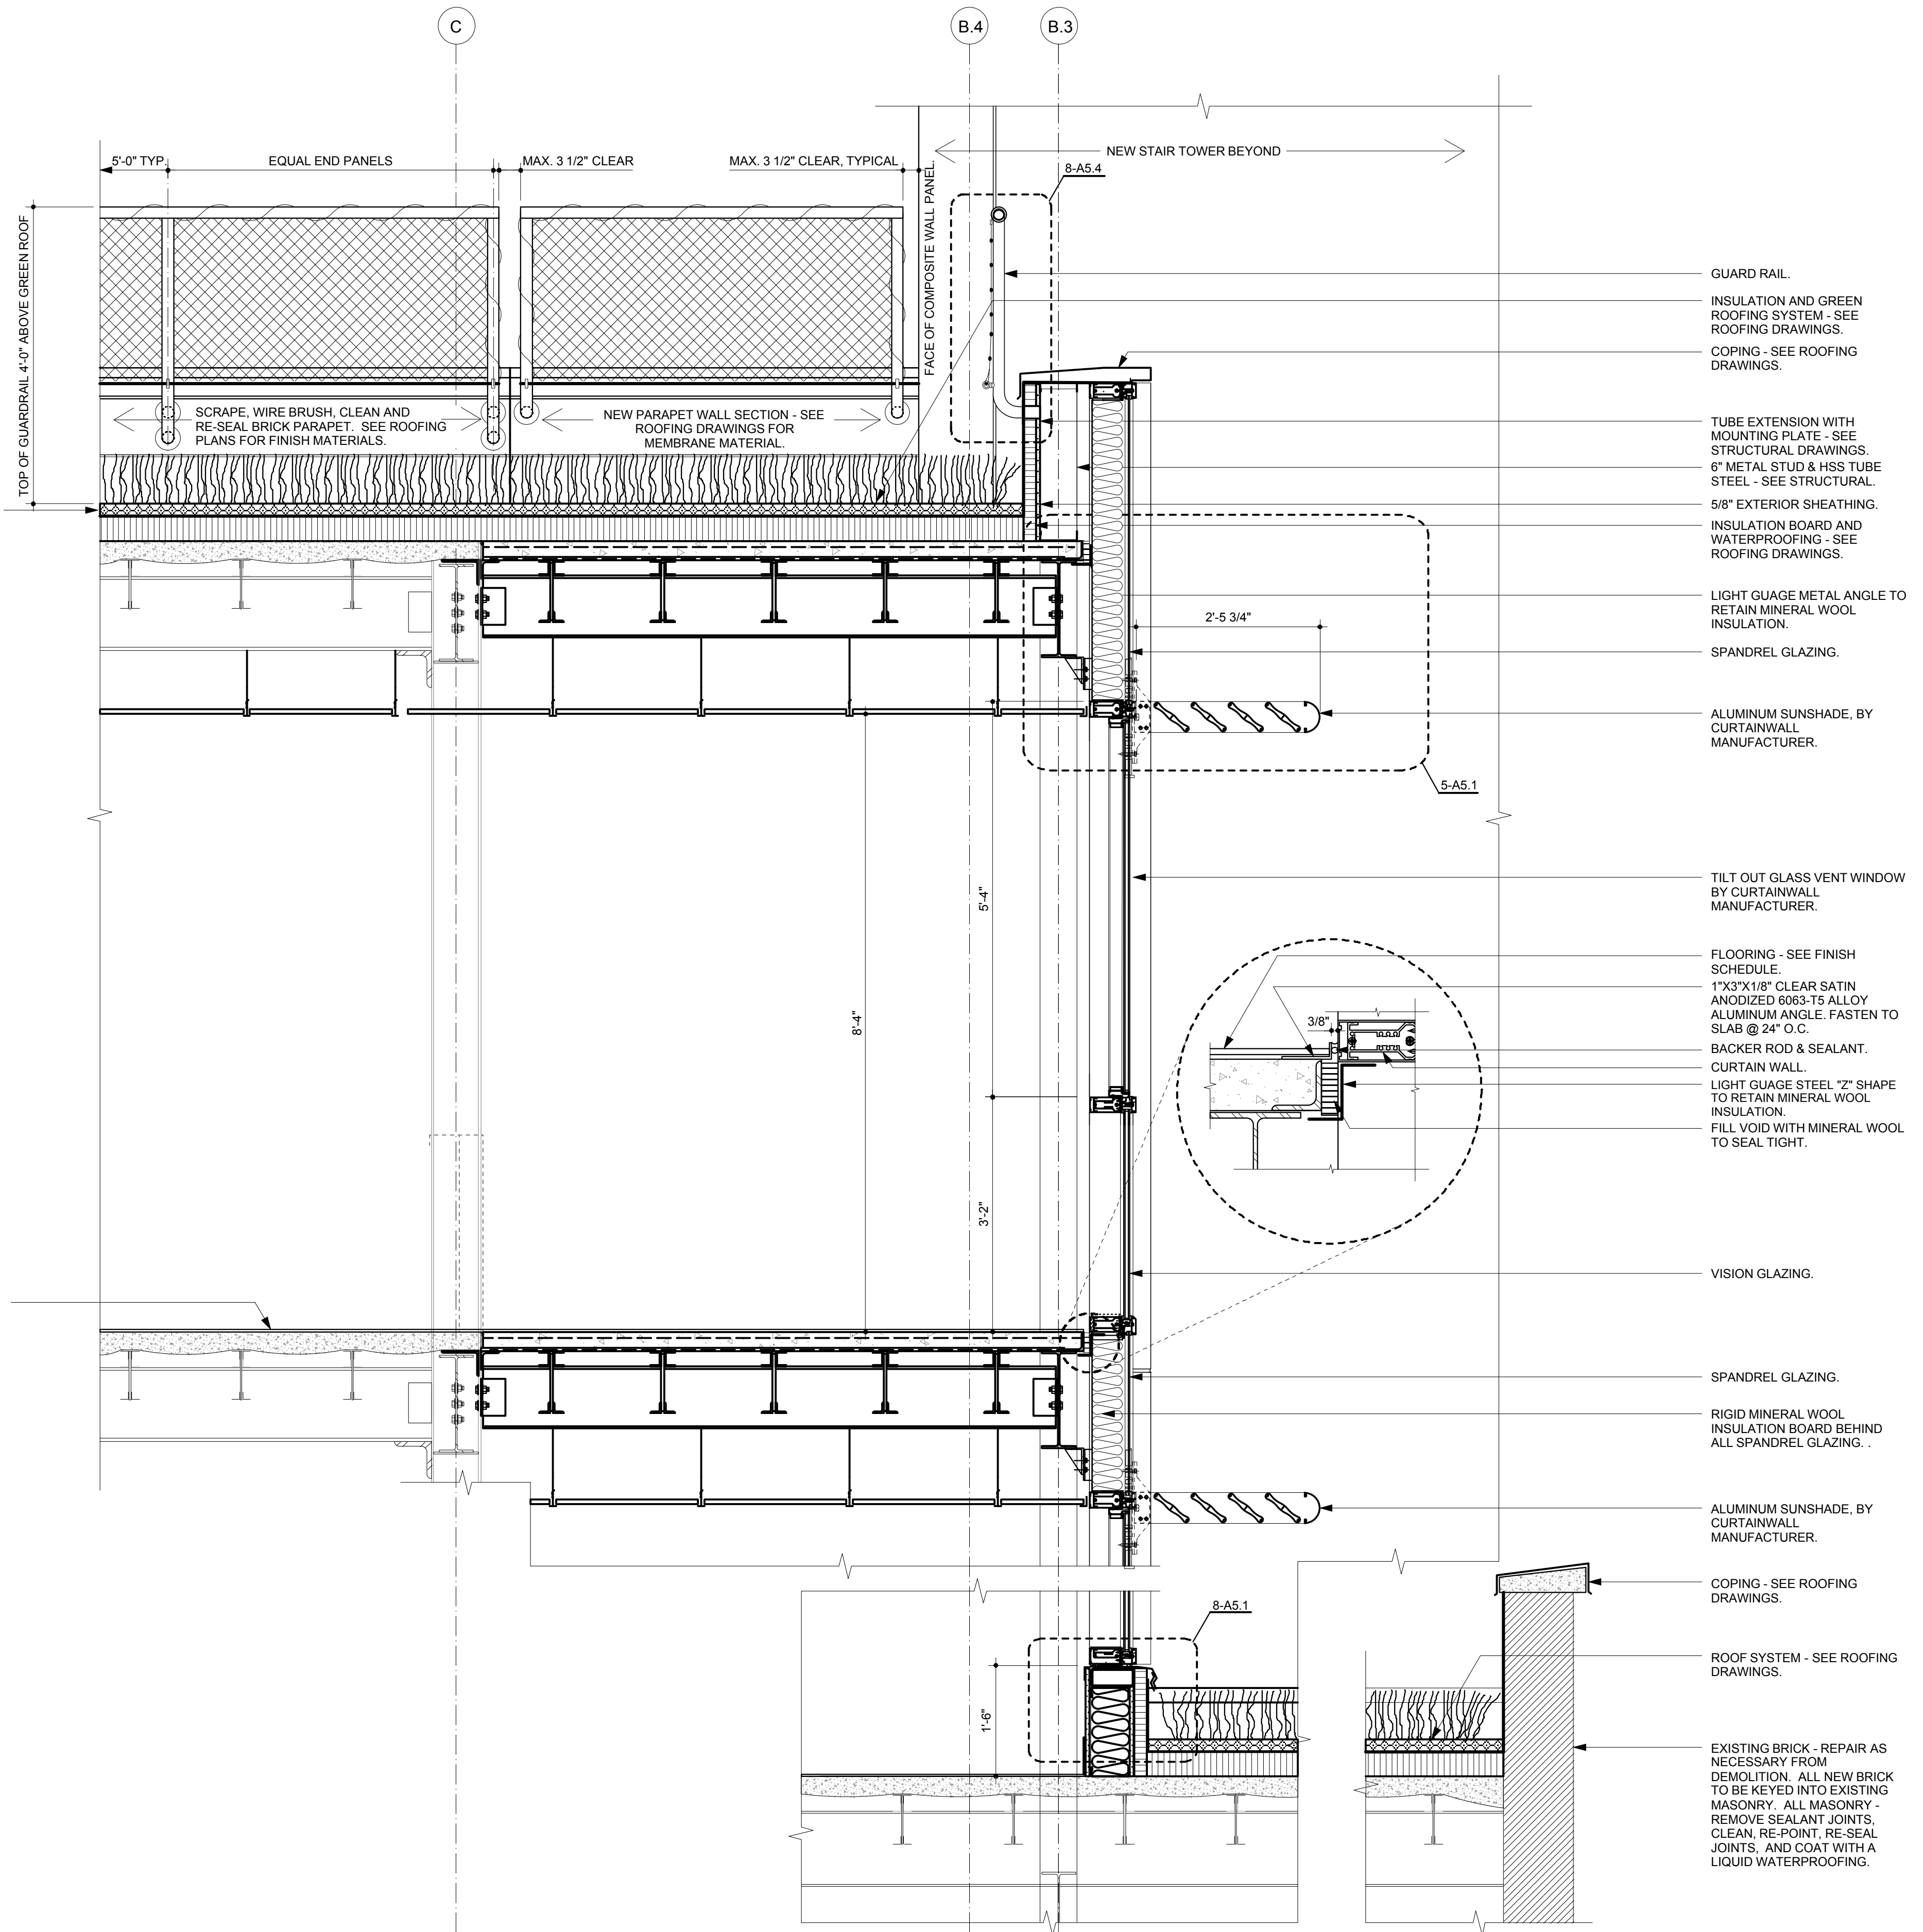 C
B.4
B.3
NEW STAIR TOWER BEYOND
5'-0" TYP.
EQUAL END PANELS
MAX. 3 1/2" CLEAR
MAX. 3 1/2" CLEAR, TYPICAL
8-A5.4
TOP OF GUARDRAIL 4'-0" ABOVE GREEN ROOF
FACE OF COMPOSITE WALL PANEL.
SCRAPE, WIRE BRUSH, CLEAN AND
RE-SEAL BRICK PARAPET. SEE ROOFING
PLANS FOR FINISH MATERIALS.
NEW PARAPET WALL SECTION - SEE
ROOFING DRAWINGS FOR
MEMBRANE MATERIAL.
GUARD RAIL.
INSULATION AND GREEN
ROOFING SYSTEM - SEE
ROOFING DRAWINGS.
COPING - SEE ROOFING
DRAWINGS.
TUBE EXTENSION WITH
MOUNTING PLATE - SEE
STRUCTURAL DRAWINGS.
6" METAL STUD & HSS TUBE
STEEL - SEE STRUCTURAL.
5/8" EXTERIOR SHEATHING.
INSULATION BOARD AND
WATERPROOFING - SEE
ROOFING DRAWINGS.
LIGHT GUAGE METAL ANGLE TO
RETAIN MINERAL WOOL
INSULATION.
2'-5 3/4"
SPANDREL GLAZING.
ALUMINUM SUNSHADE, BY
CURTAINWALL
MANUFACTURER.
5-A5.1
TILT OUT GLASS VENT WINDOW
BY CURTAINWALL
MANUFACTURER.
5'-4"
8'-4"
3'-2"
FLOORING - SEE FINISH
SCHEDULE.
1"X3"X1/8" CLEAR SATIN
ANODIZED 6063-T5 ALLOY
ALUMINUM ANGLE. FASTEN TO
SLAB @ 24" O.C.
3/8"
BACKER ROD & SEALANT.
CURTAIN WALL.
LIGHT GUAGE STEEL "Z" SHAPE
TO RETAIN MINERAL WOOL
INSULATION.
FILL VOID WITH MINERAL WOOL
TO SEAL TIGHT.
VISION GLAZING.
SPANDREL GLAZING.
RIGID MINERAL WOOL
INSULATION BOARD BEHIND
ALL SPANDREL GLAZING. .
ALUMINUM SUNSHADE, BY
CURTAINWALL
MANUFACTURER.
COPING - SEE ROOFING
DRAWINGS.
8-A5.1
1'-6"
ROOF SYSTEM - SEE ROOFING
DRAWINGS.
EXISTING BRICK - REPAIR AS
NECESSARY FROM
DEMOLITION. ALL NEW BRICK
TO BE KEYED INTO EXISTING
MASONRY. ALL MASONRY -
REMOVE SEALANT JOINTS,
CLEAN, RE-POINT, RE-SEAL
JOINTS, AND COAT WITH A
LIQUID WATERPROOFING.